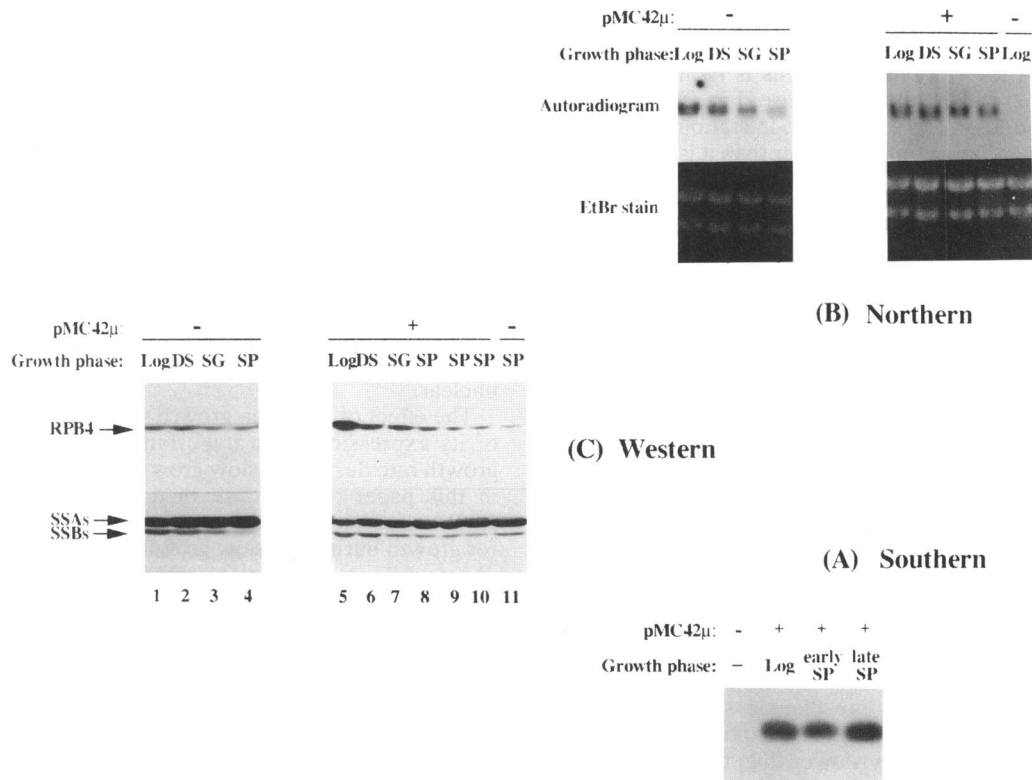 pMC42μ: - + -
Growth phase: Log DS SG SP Log DS SG SP Log
Autoradiogram
EtBr stain
(B) Northern
pMC42μ: - + -
Growth phase: Log DS SG SP Log DS SG SP SP SP SP
RPB4
SSAs
SSBs
1 2 3 4 5 6 7 8 9 10 11
(C) Western
(A) Southern
pMC42μ: - + + +
Growth phase: – Log early SP late SP
nuclear